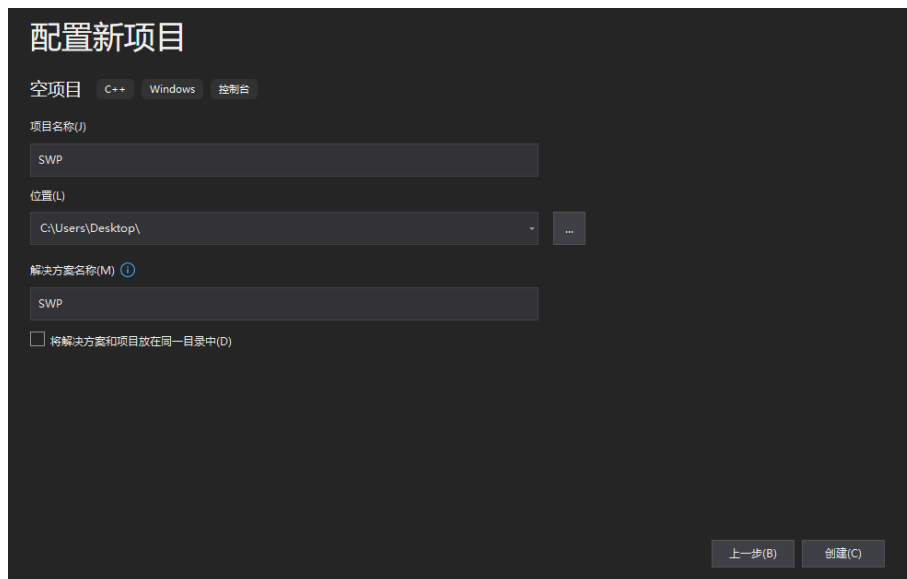 配置新项目
空项目 C++ Windows 控制台
项目名称(J)
SWP
位置(L)
C:\Users\Desktop\
...
解决方案名称(M)
SWP
将解决方案和项目放在同一目录中(D)
上一步(B) 创建(C)